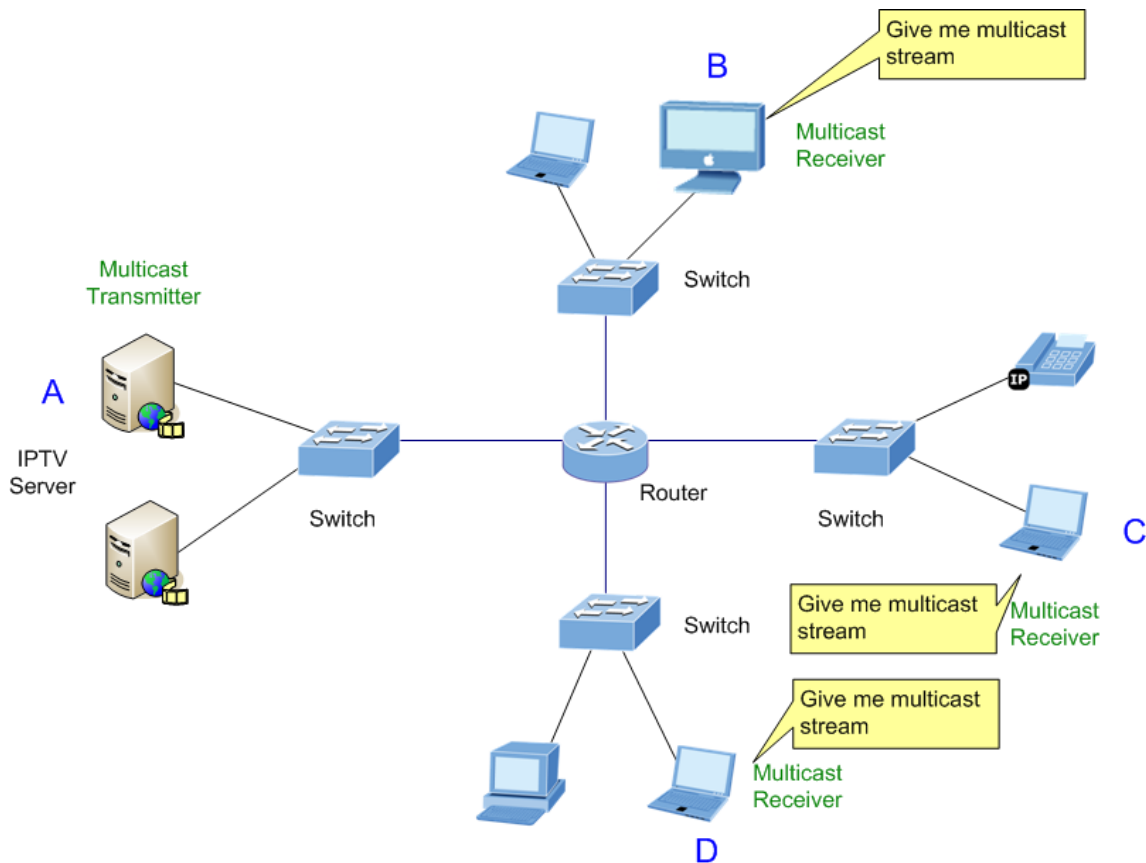 Give me multicast
stream
B
Multicast
Receiver
Switch
Multicast
Transmitter
A
IPTV
Server
Switch
Router
Switch
IP
C
Give me multicast
stream
Multicast
Receiver
Switch
Give me multicast
stream
Multicast
Receiver
D